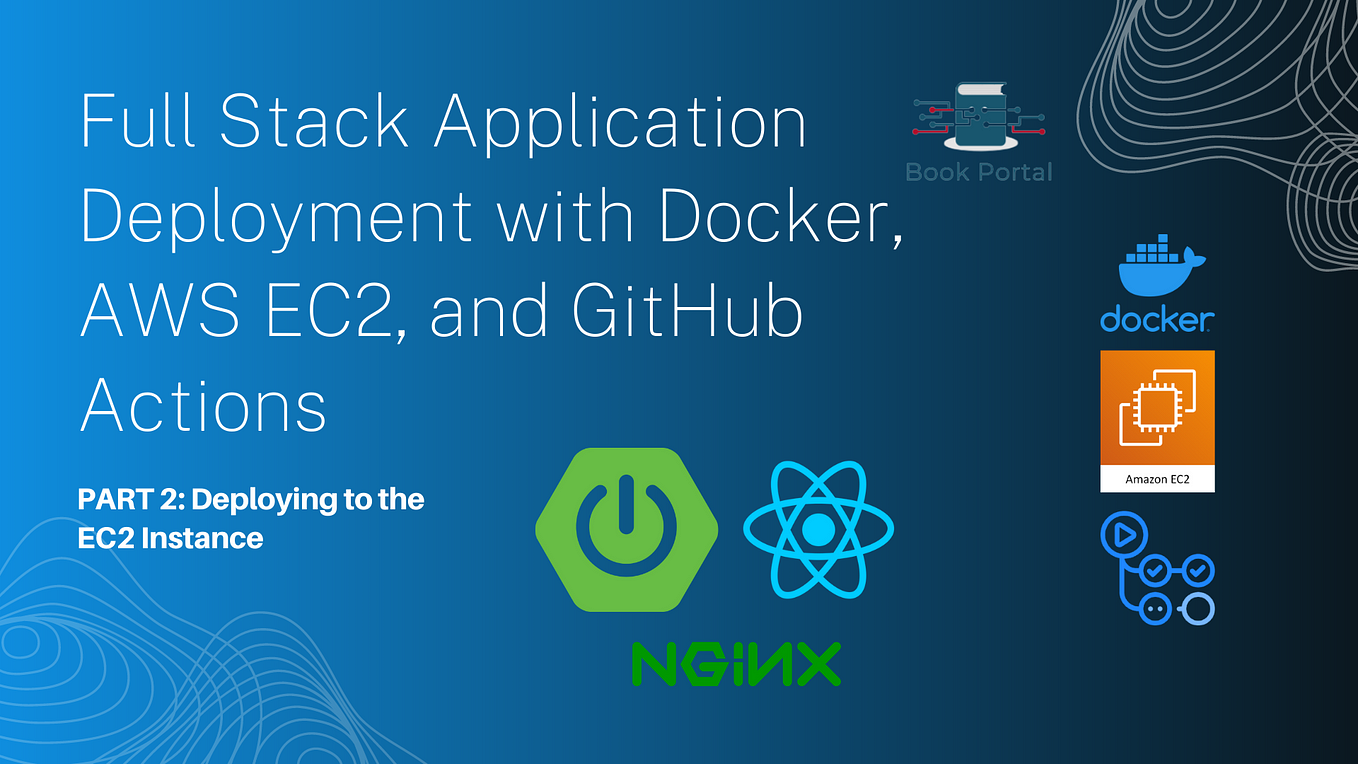 Full Stack Application
Deployment with Docker,
AWS EC2, and GitHub
Actions
PART 2: Deploying to the
EC2 Instance
Book Portal
docker
Amazon EC2
NGiNX